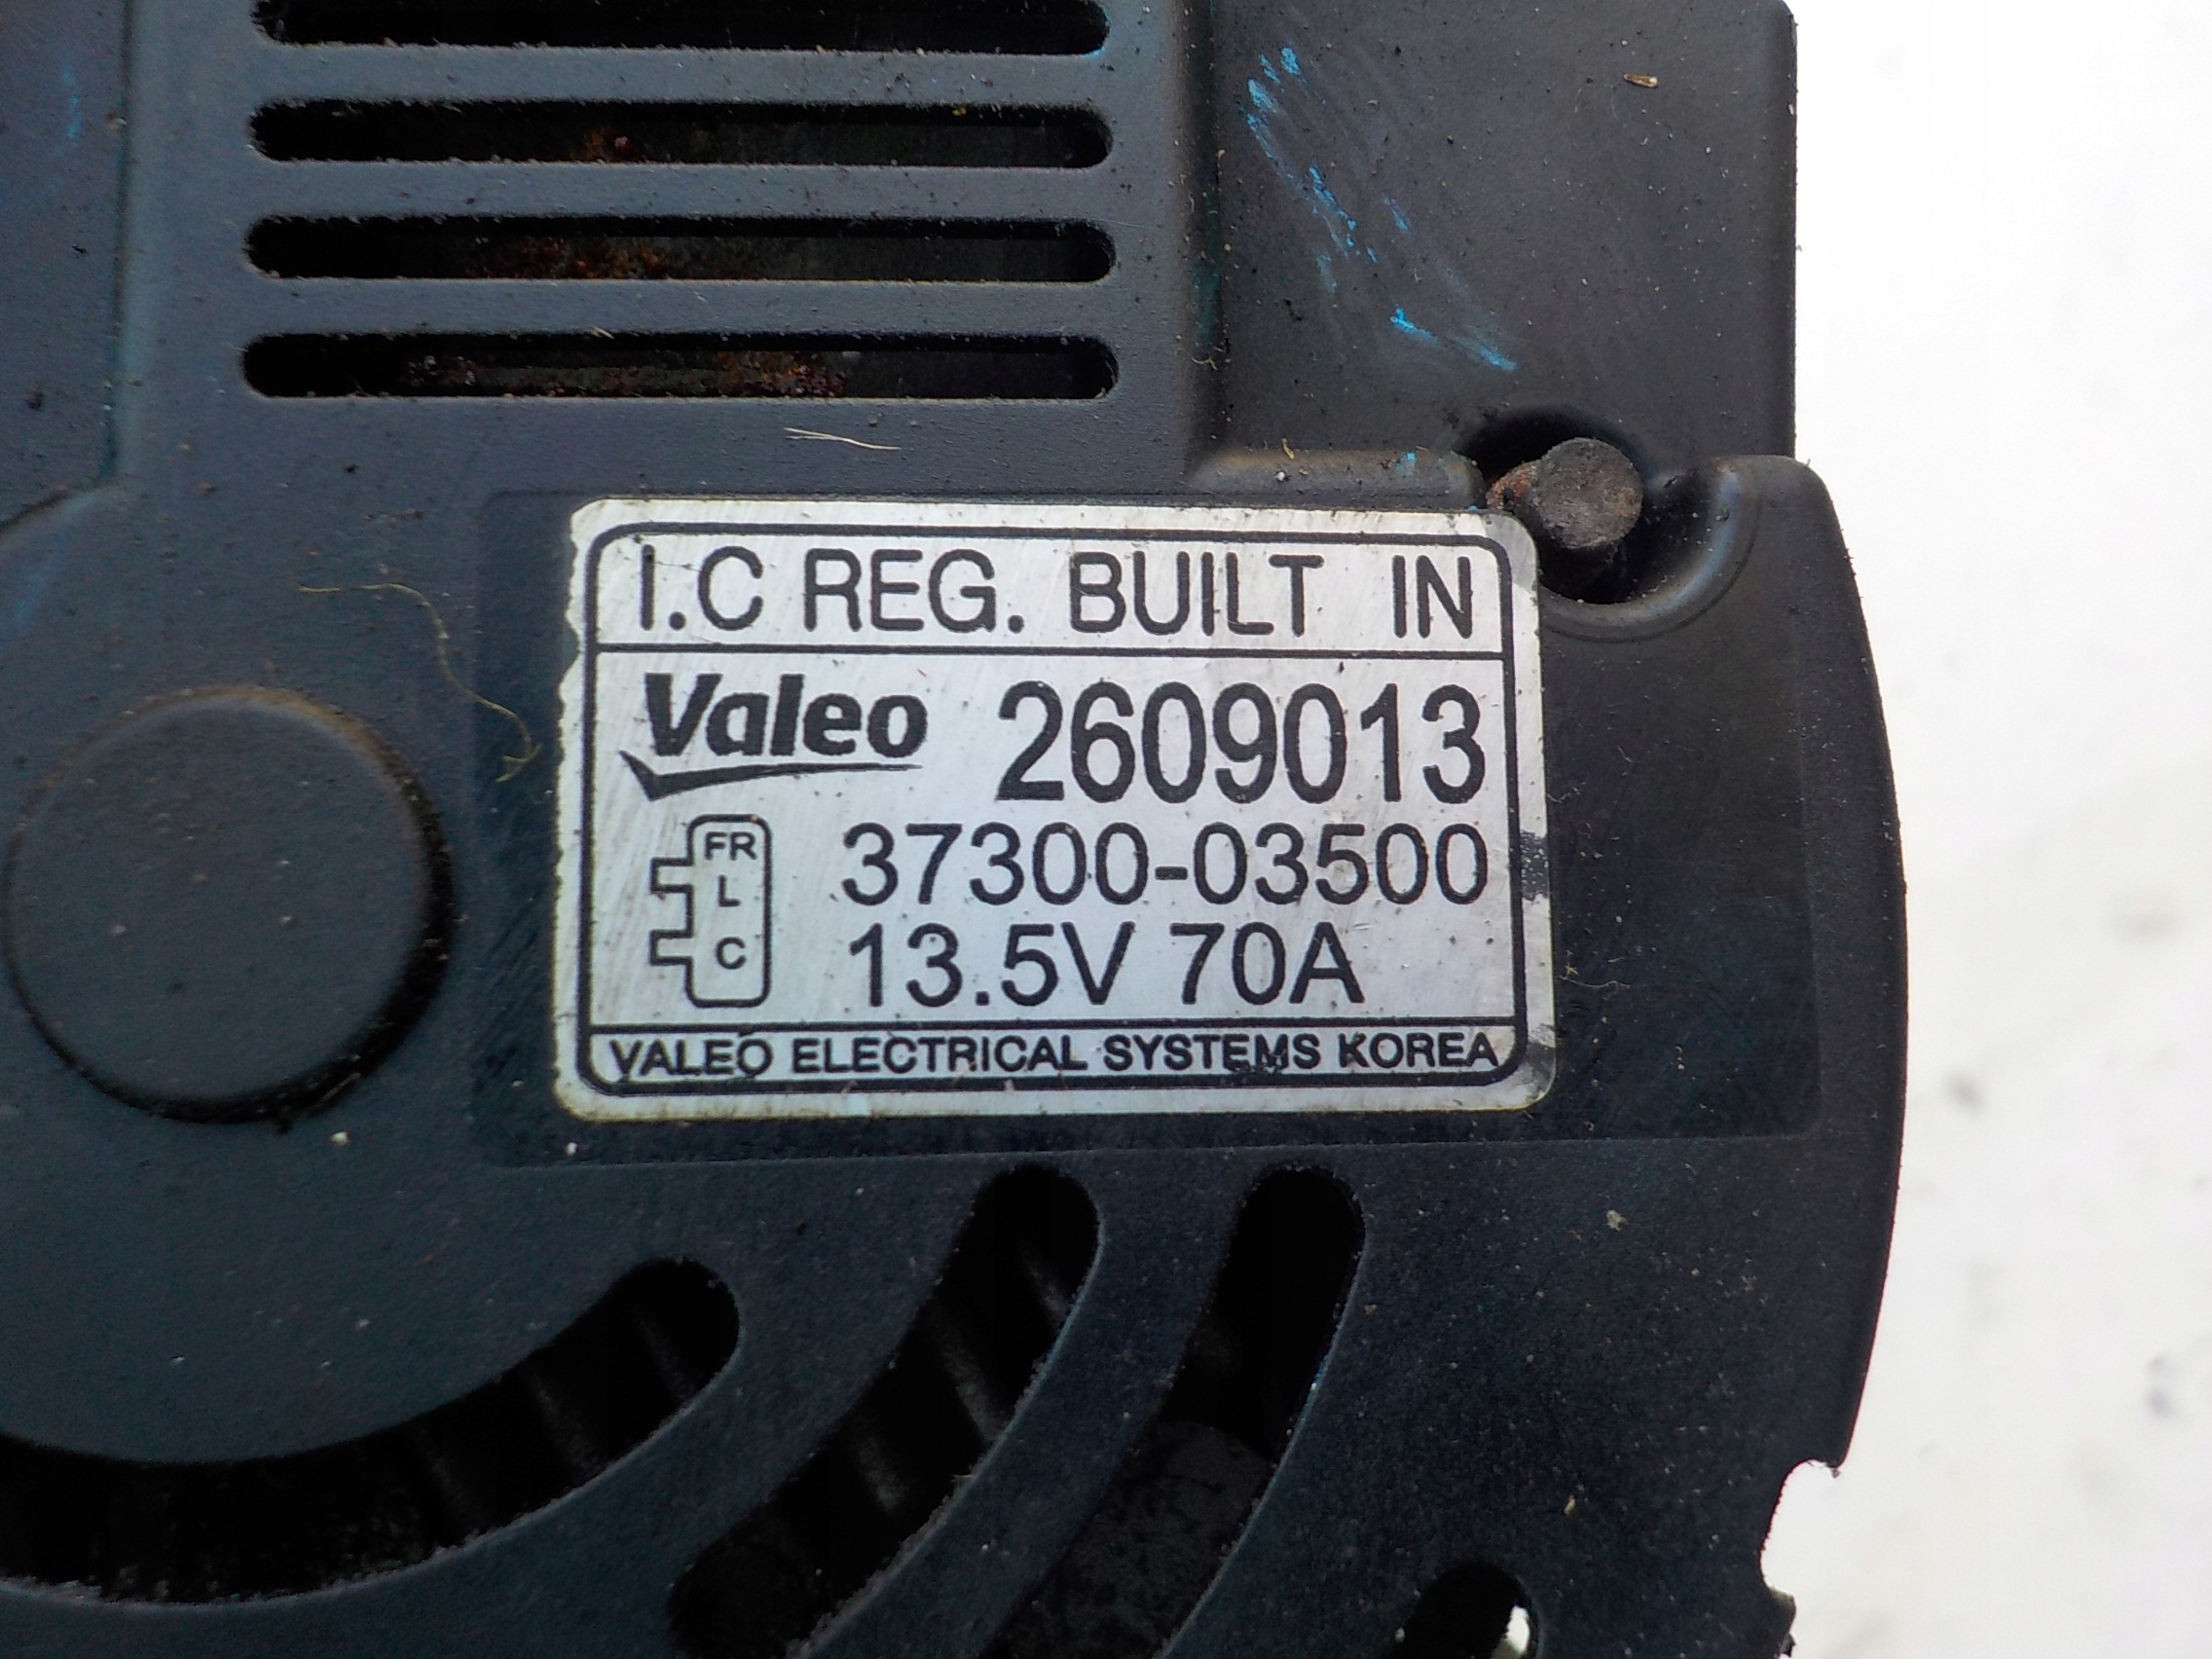 I.C REG. BUILT IN
Valeo 2609013
FR
L
C
37300-03500
13.5V 70A
VALEO ELECTRICAL SYSTEMS KOREA